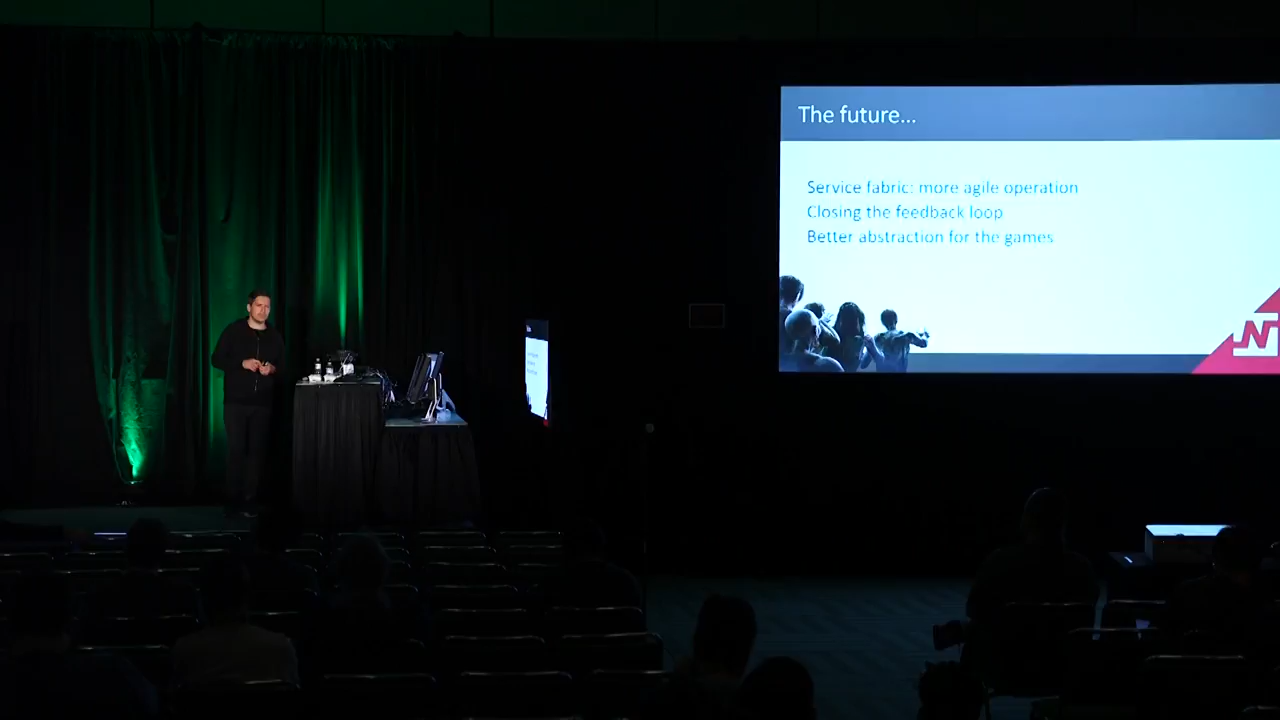 The future...
Service fabric: more agile operation
Closing the feedback loop
Better abstraction for the games
N